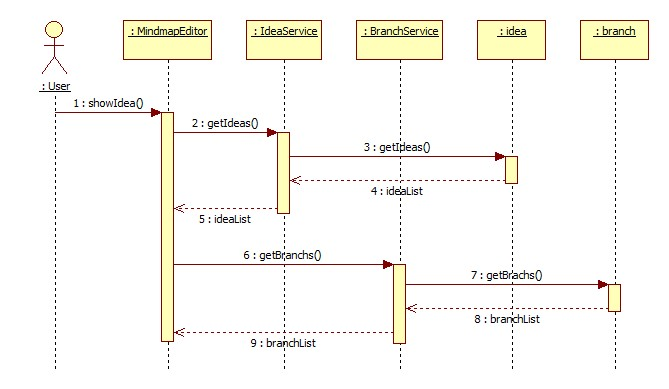 : MindmapEditor
: IdeaService
: BranchService
: idea
: branch
: User
1 : showIdea()
2 : getIdeas()
3 : getIdeas()
4 : ideaList
5 : ideaList
6 : getBranchs()
7 : getBrachs()
8 : branchList
9 : branchList